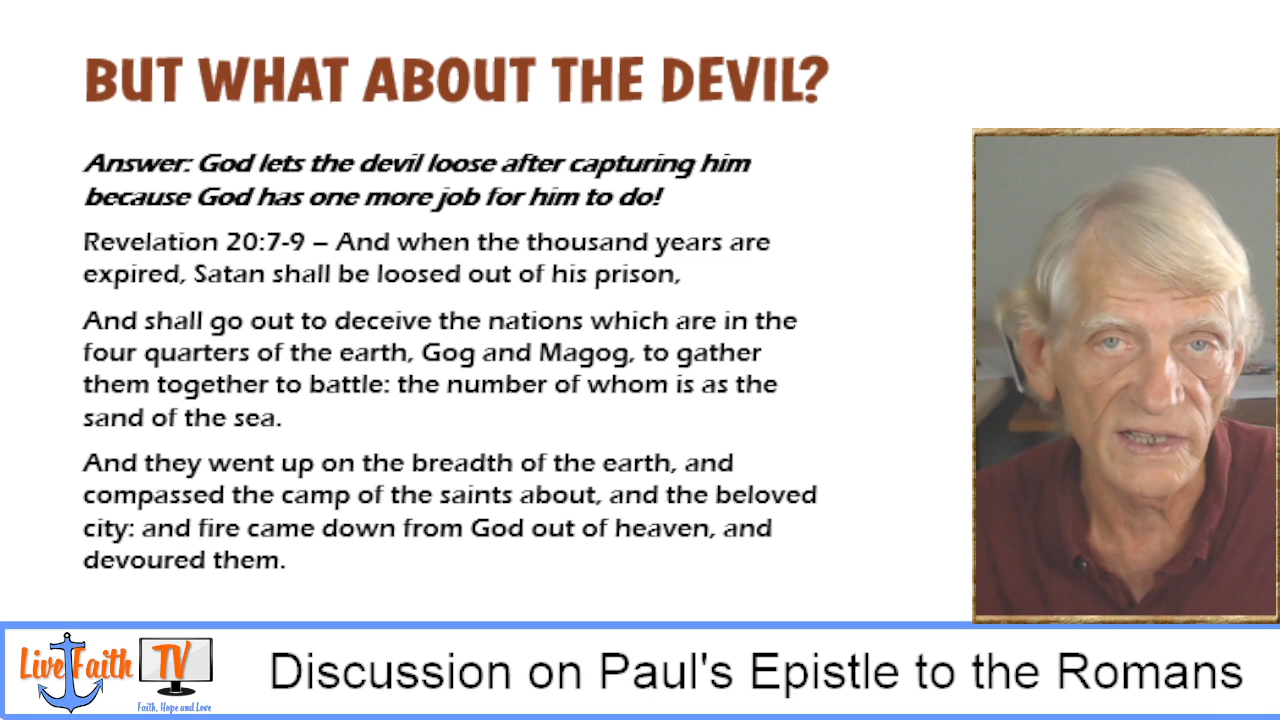 BUT WHAT ABOUT THE DEVIL?
Answer: God lets the devil loose after capturing him
because God has one more job for him to do!
Revelation 20:7-9 – And when the thousand years are
expired, Satan shall be loosed out of his prison,
And shall go out to deceive the nations which are in the
four quarters of the earth, Gog and Magog, to gather
them together to battle: the number of whom is as the
sand of the sea.
And they went up on the breadth of the earth, and
compassed the camp of the saints about, and the beloved
city: and fire came down from God out of heaven, and
devoured them.
Live Faith TV
Faith, Hope and Love
Discussion on Paul's Epistle to the Romans